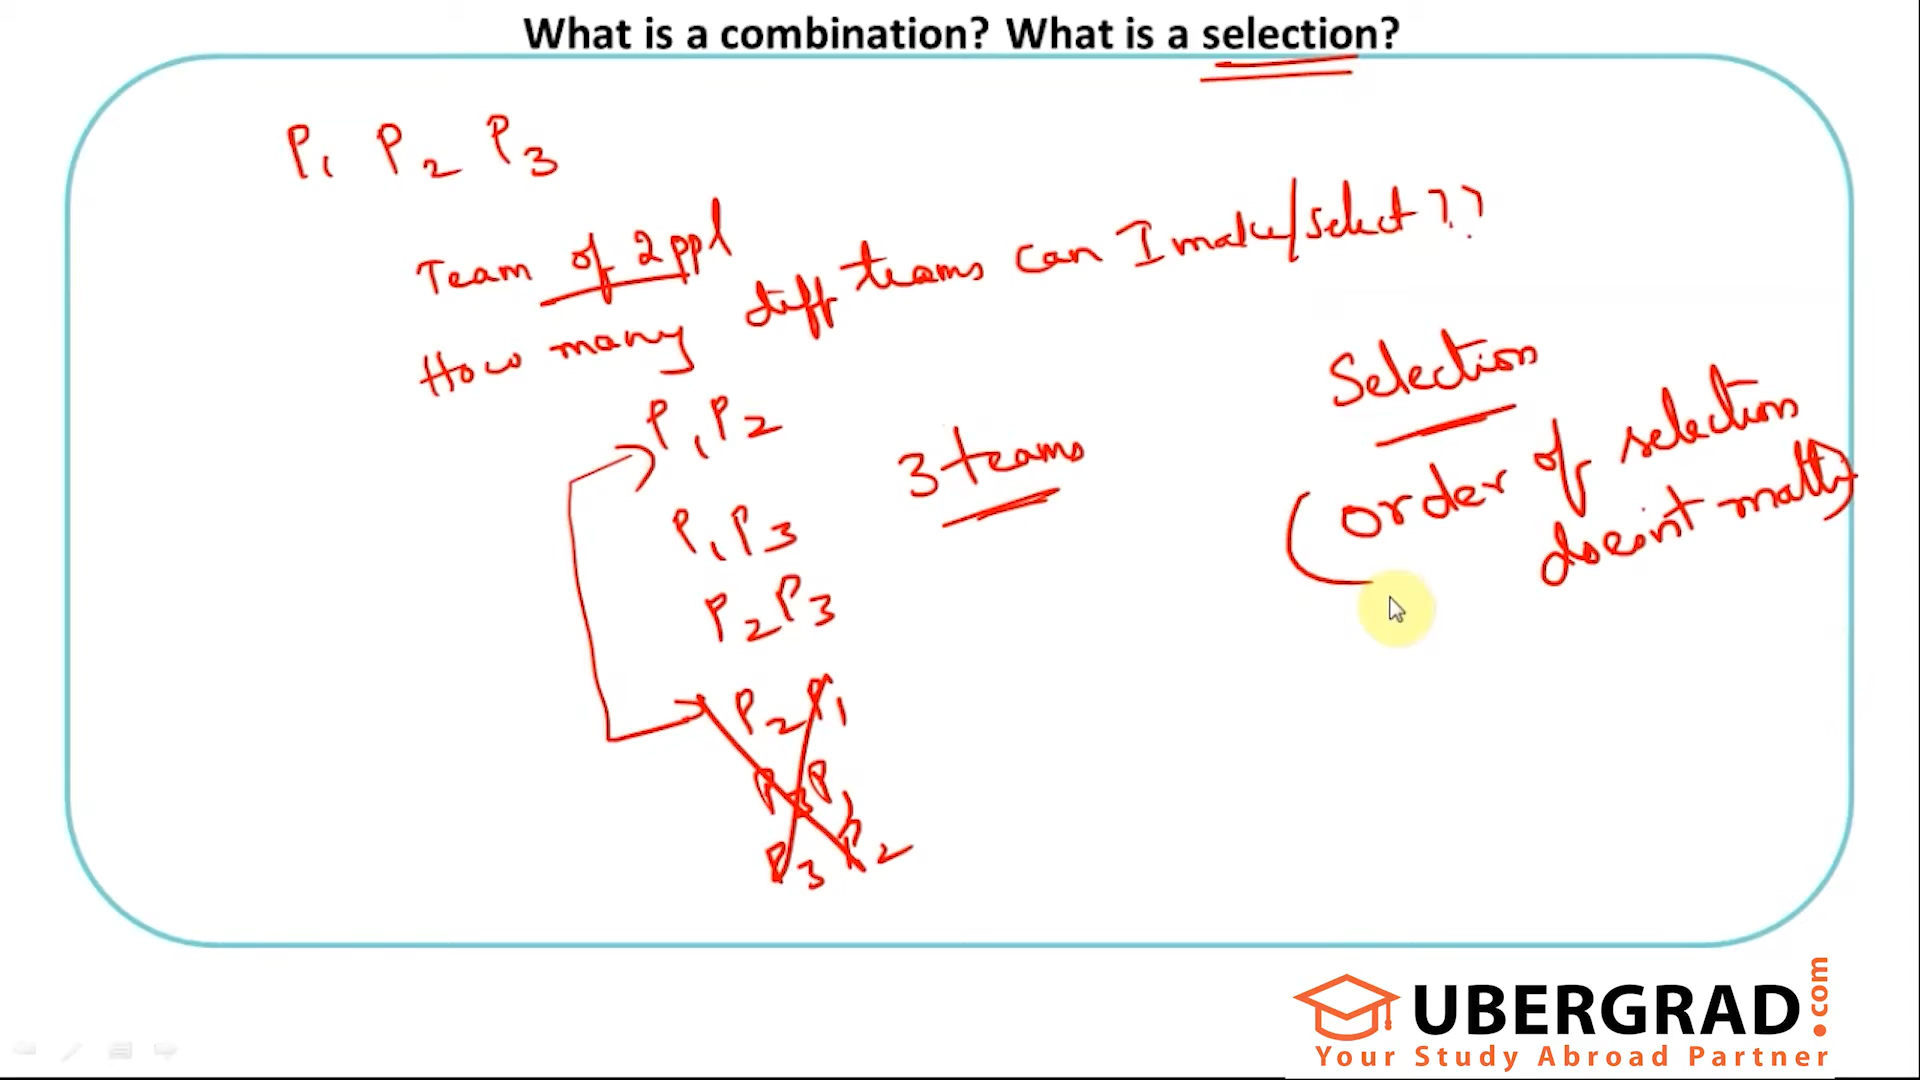 What is a combination? What is a selection?
P1 P2 P3
Team of 2 ppl
How many diff teams can I make/select??
P1P2
3 teams
P1P3
P2P3
P2P1
P3P1
P3P2
Selection
(order of selection
doesn't matter)
UBERGRAD.com
Your Study Abroad Partner